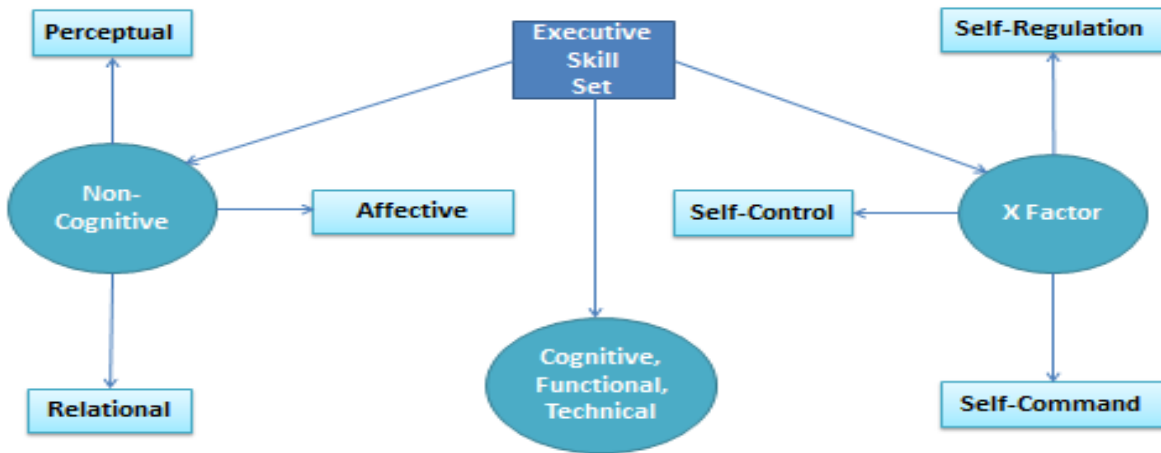 Perceptual
Executive
Skill
Set
Self-Regulation
Non-
Cognitive
Affective
Self-Control
X Factor
Relational
Cognitive,
Functional,
Technical
Self-Command